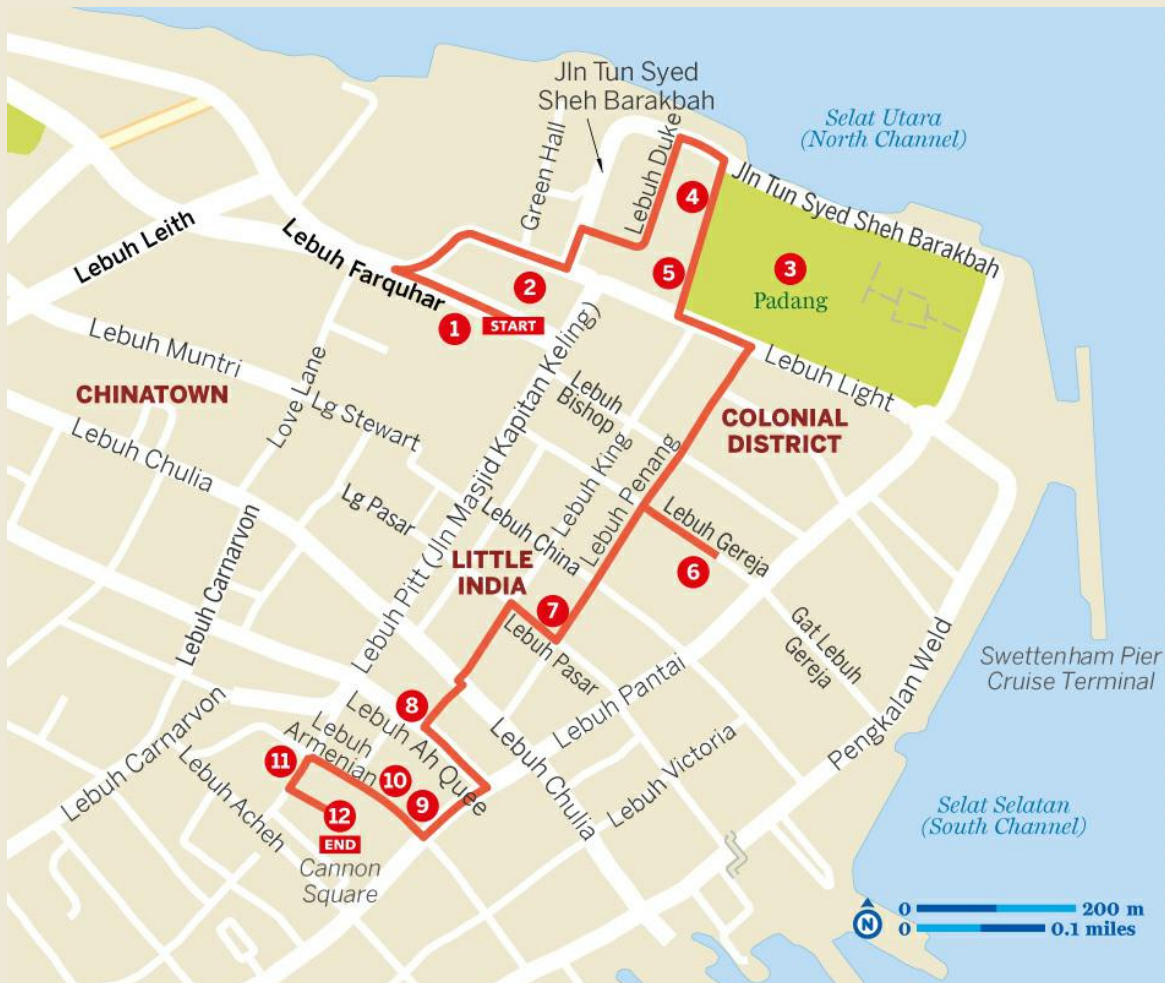 Jln Tun Syed
Sheh Barakbah
Selat Utara
(North Channel)
Green Hall
Lebuh Duke
Jln Tun Syed Sheh Barakbah
4
Lebuh Leith
Lebuh Farquhar
2
5
3
Padang
1
START
Lebuh Muntri
Love Lane
Lebuh Pitt (Jln Masjid Kapitan Keling)
Lebuh
Bishop
Lebuh Light
CHINATOWN
Lg Stewart
COLONIAL
DISTRICT
Lebuh Chulia
Lebuh King
Lebuh Penang
Lg Pasar
Lebuh China
Lebuh Gereja
LITTLE
INDIA
6
Lebuh Carnarvon
7
Lebuh Pasar
Gat Lebuh
Gereja
Pengkalan Weld
Swettenham Pier
Cruise Terminal
Lebuh Pantai
8
Lebuh Ah Quee
Lebuh Chulia
Lebuh Victoria
Lebuh Carnarvon
Lebuh
Armenian
11
10
9
Lebuh Acheh
12
END
Cannon
Square
Selat Selatan
(South Channel)
N
0 200 m
0 0.1 miles